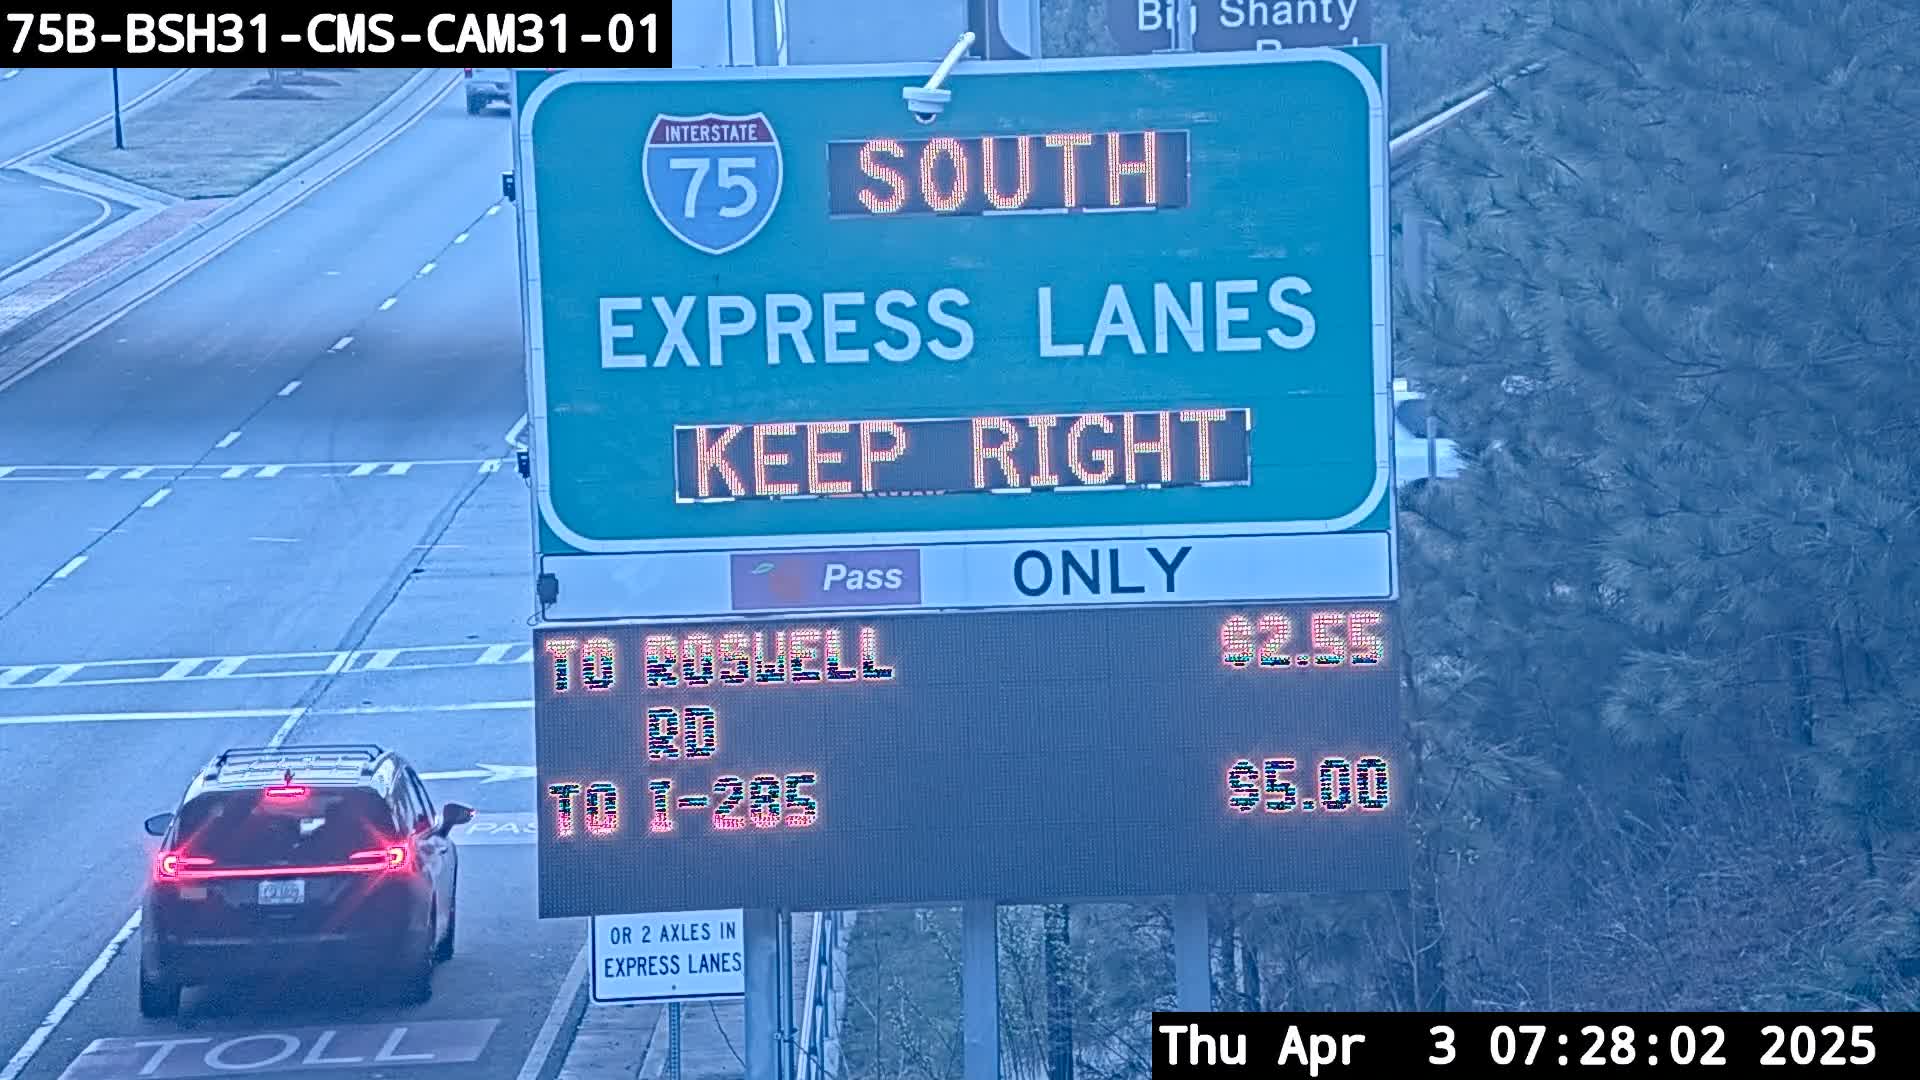 75B-BSH31-CMS-CAM31-01
Big Shanty
INTERSTATE
75
SOUTH
EXPRESS LANES
KEEP RIGHT
Pass ONLY
TO ROSWELL $2.55
RD
TO I-285 $5.00
OR 2 AXLES IN
EXPRESS LANES
TOLL
Thu Apr 3 07:28:02 2025